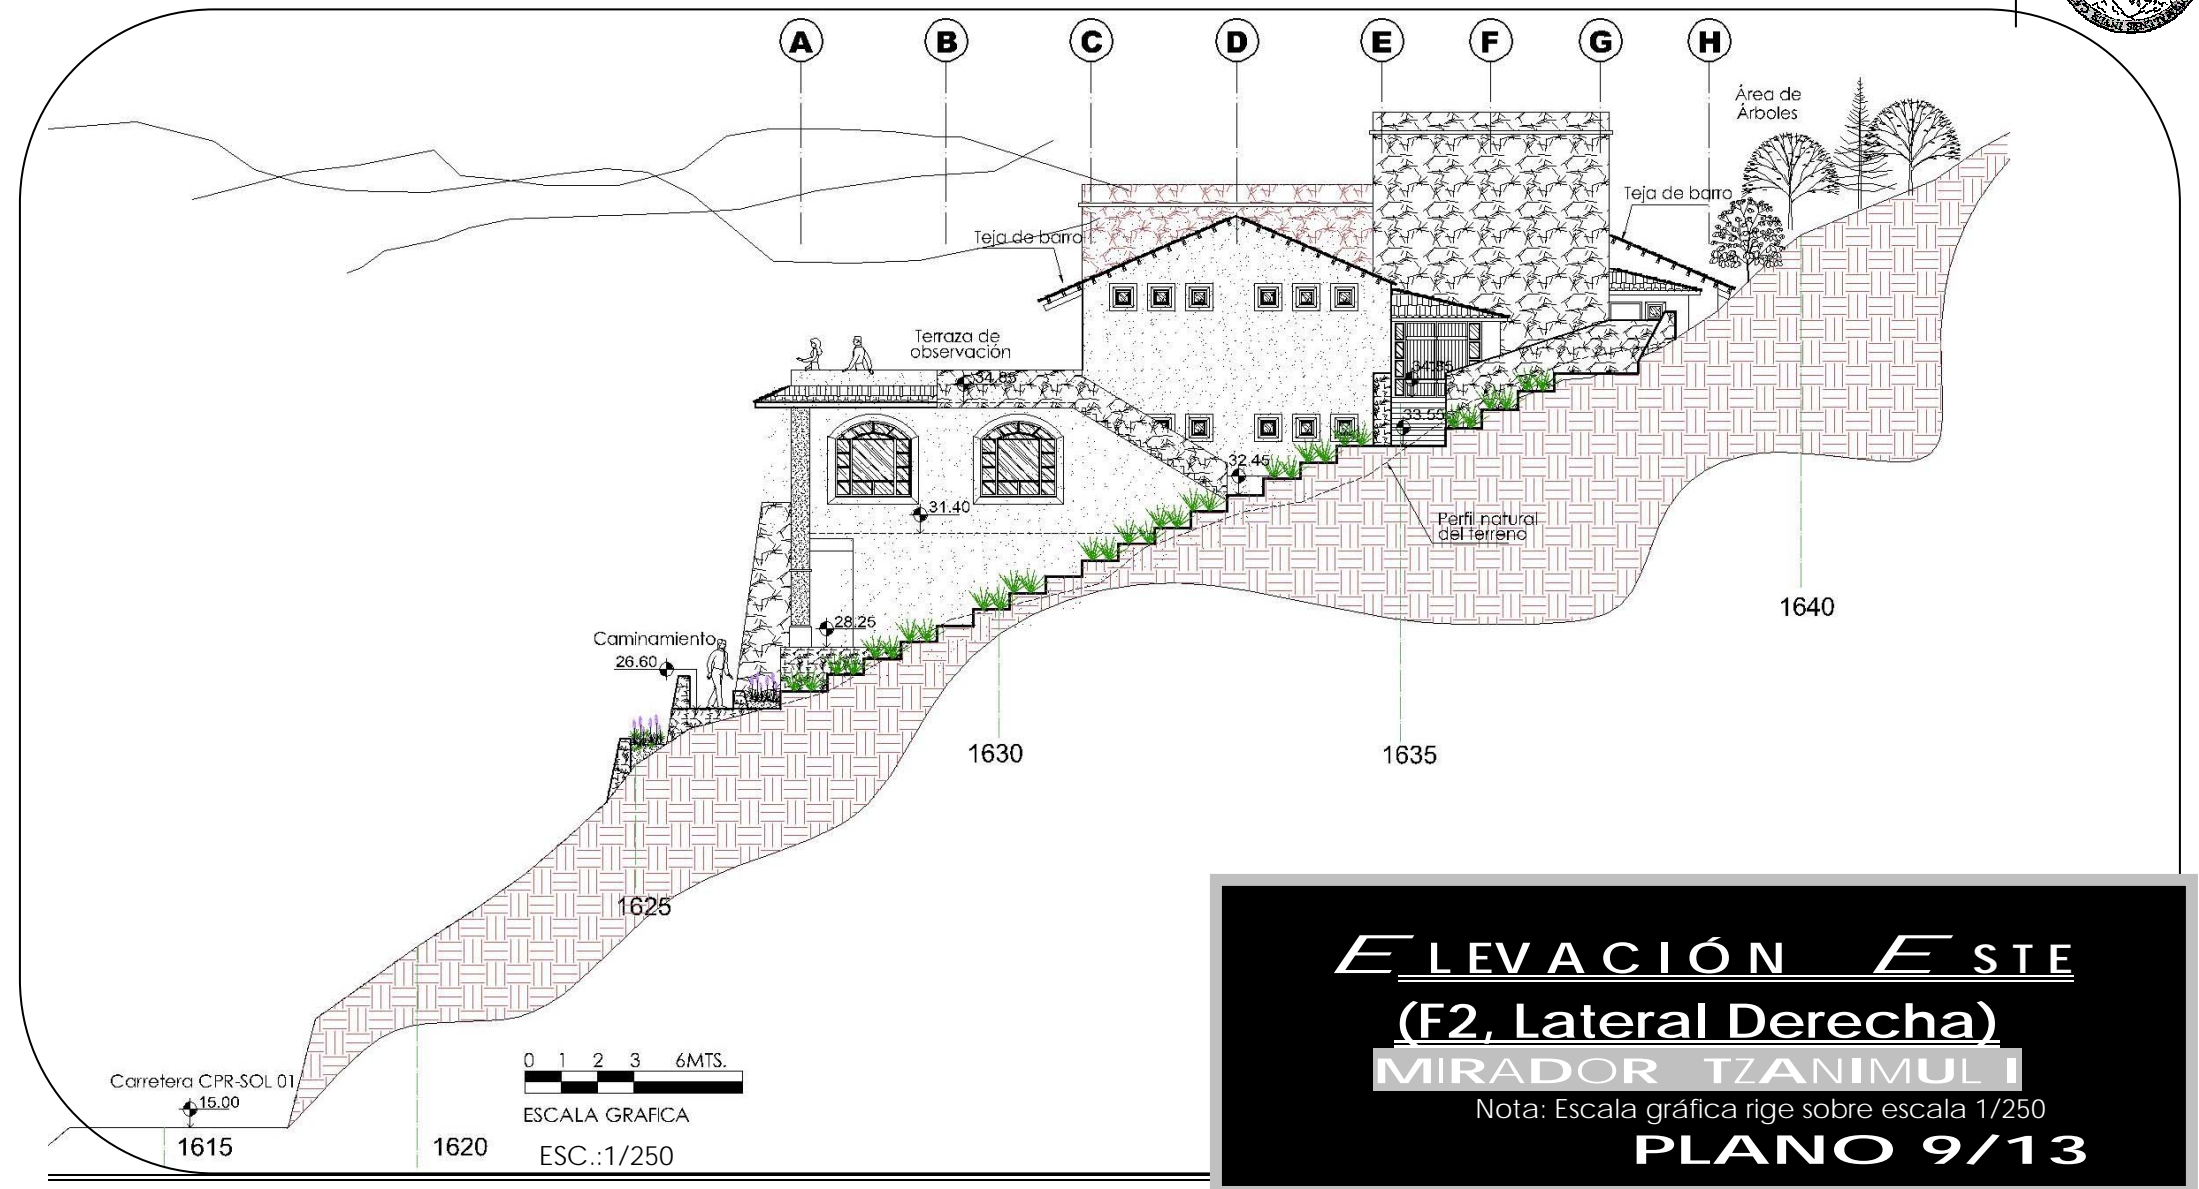 A B C D E F G H
Área de
Árboles
Teja de barro
Teja de barro
Terraza de
observación
34.85
34.85
33.55
32.45
31.40
Perfil natural
del terreno
1640
28.25
Caminamiento
26.60
1630
1635
1625
ELEVACIÓN ESTE
(F2, Lateral Derecha)
MIRADOR TZANIMUL I
Nota: Escala gráfica rige sobre escala 1/250
PLANO 9/13
0 1 2 3 6MTS.
Carretera CPR-SOL 01
15.00
ESCALA GRAFICA
1615
1620
ESC.:1/250